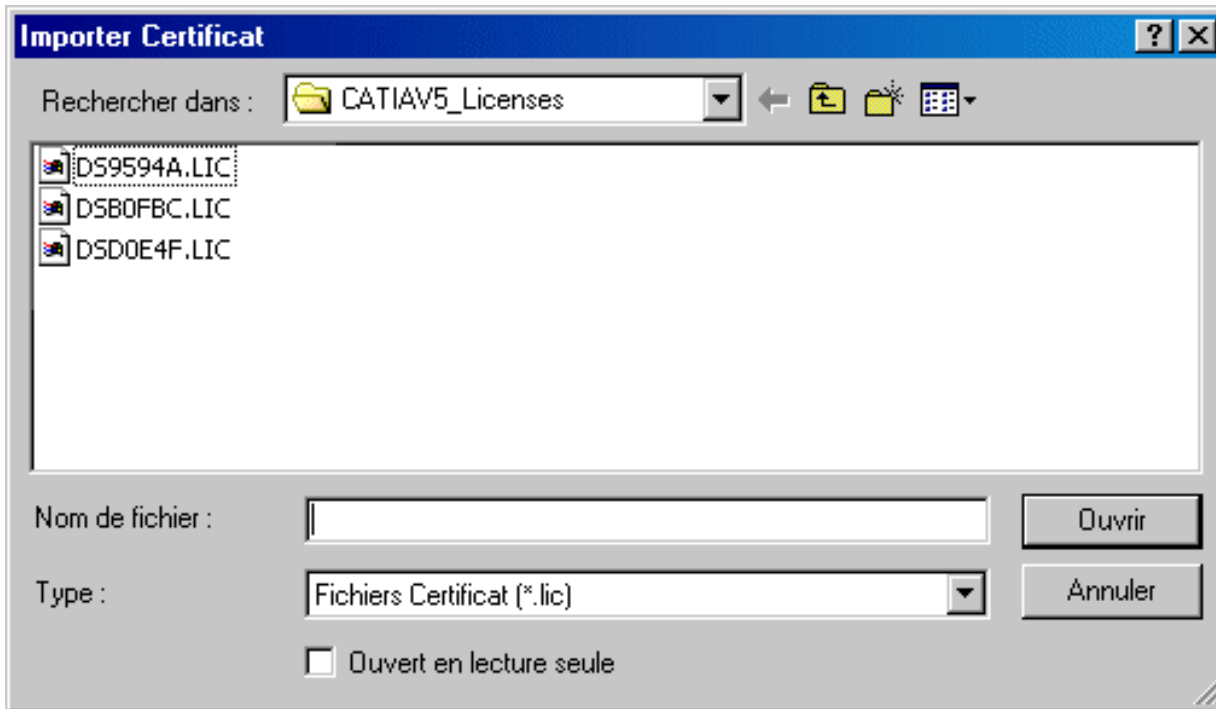 Importer Certificat
Rechercher dans : CATIAV5_Licenses
DS9594A.LIC
DSB0FBC.LIC
DSD0E4F.LIC
Nom de fichier : Ouvrir
Type : Fichiers Certificat (*.lic) Annuler
Ouvert en lecture seule